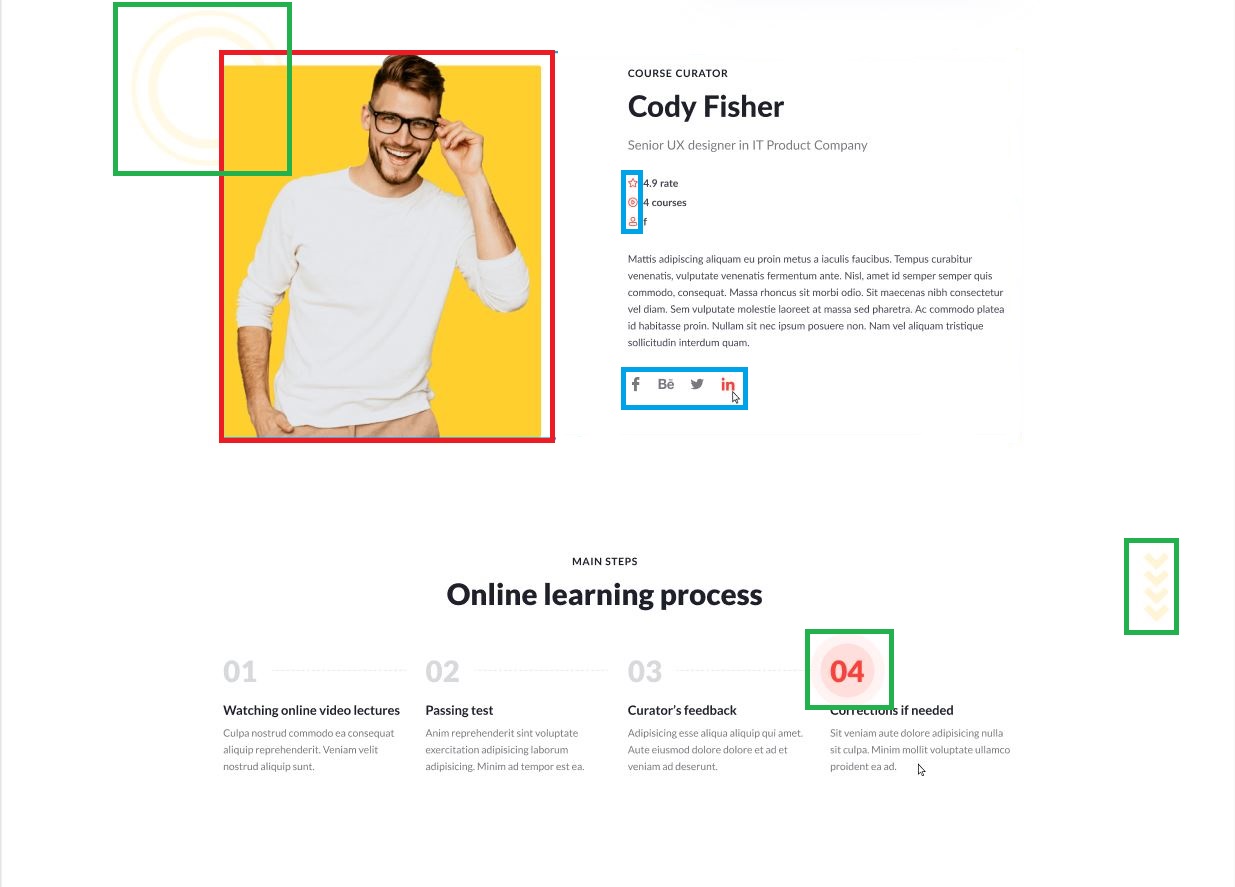 COURSE CURATOR
Cody Fisher
Senior UX designer in IT Product Company
4.9 rate
4 courses
f
Mattis adipiscing aliquam eu proin metus a iaculis faucibus. Tempus curabitur
venenatis, vulputate venenatis fermentum ante. Nisl, amet id semper semper quis
commodo, consequat. Massa rhoncus sit morbi odio. Sit maecenas nibh consectetur
vel diam. Sem vulputate molestie laoreet at massa sed pharetra. Ac commodo platea
id habitasse proin. Nullam sit nec ipsum posuere non. Nam vel aliquam tristique
sollicitudin interdum quam.
f Bē in
MAIN STEPS
Online learning process
01 02 03 04
Watching online video lectures Passing test Curator's feedback Corrections if needed
Culpa nostrud commodo ea consequat Anim reprehenderit sint voluptate Adipisicing esse aliqua aliquip qui amet. Sit veniam aute dolore adipisicing nulla
aliquip reprehenderit. Veniam velit exercitation adipisicing laborum Aute eiusmod dolore dolore et ad et sit culpa. Minim mollit voluptate ullamco
nostrud aliquip sunt. adipisicing. Minim ad tempor est ea. veniam ad deserunt. proident ea ad.